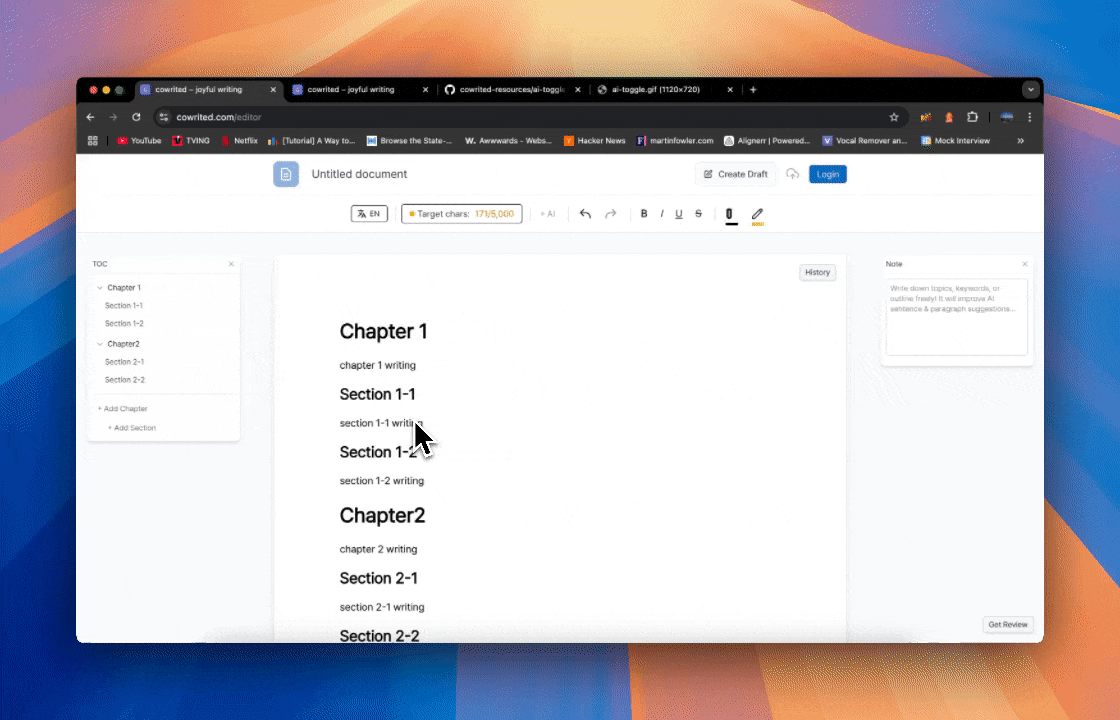 cowrited – joyful writing
cowrited – joyful writing
cowrited-resources/ai-toggle
ai-toggle.gif (1120×720)
cowrited.com/editor
YouTube
TVING
Netflix
[Tutorial] A Way to...
Browse the State-...
Awwwards - Webs...
Hacker News
martinfowler.com
Alignerr | Powered...
Vocal Remover an...
Mock Interview
Untitled document
Create Draft
Login
EN
Target chars: 171/5,000
+ AI
B I U S
TOC
Chapter 1
Section 1-1
Section 1-2
Chapter2
Section 2-1
Section 2-2
+ Add Chapter
+ Add Section
History
Chapter 1
chapter 1 writing
Section 1-1
section 1-1 writing
Section 1-2
section 1-2 writing
Chapter2
chapter 2 writing
Section 2-1
section 2-1 writing
Section 2-2
Note
Write down topics, keywords, or
outline freely! It will improve AI
sentence & paragraph suggestions...
Get Review